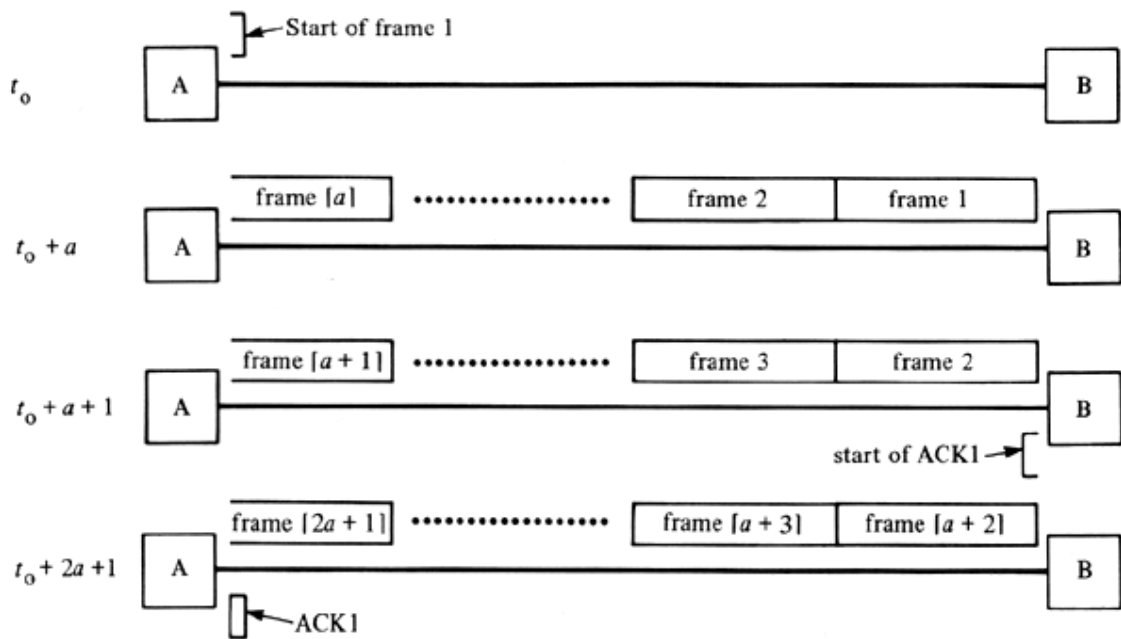 Start of frame 1
t₀
A
B
frame ⌈a⌉
frame 2
frame 1
t₀ + a
A
B
frame ⌈a + 1⌉
frame 3
frame 2
t₀ + a + 1
A
B
start of ACK1
frame ⌈2a + 1⌉
frame ⌈a + 3⌉
frame ⌈a + 2⌉
t₀ + 2a +1
A
B
ACK1